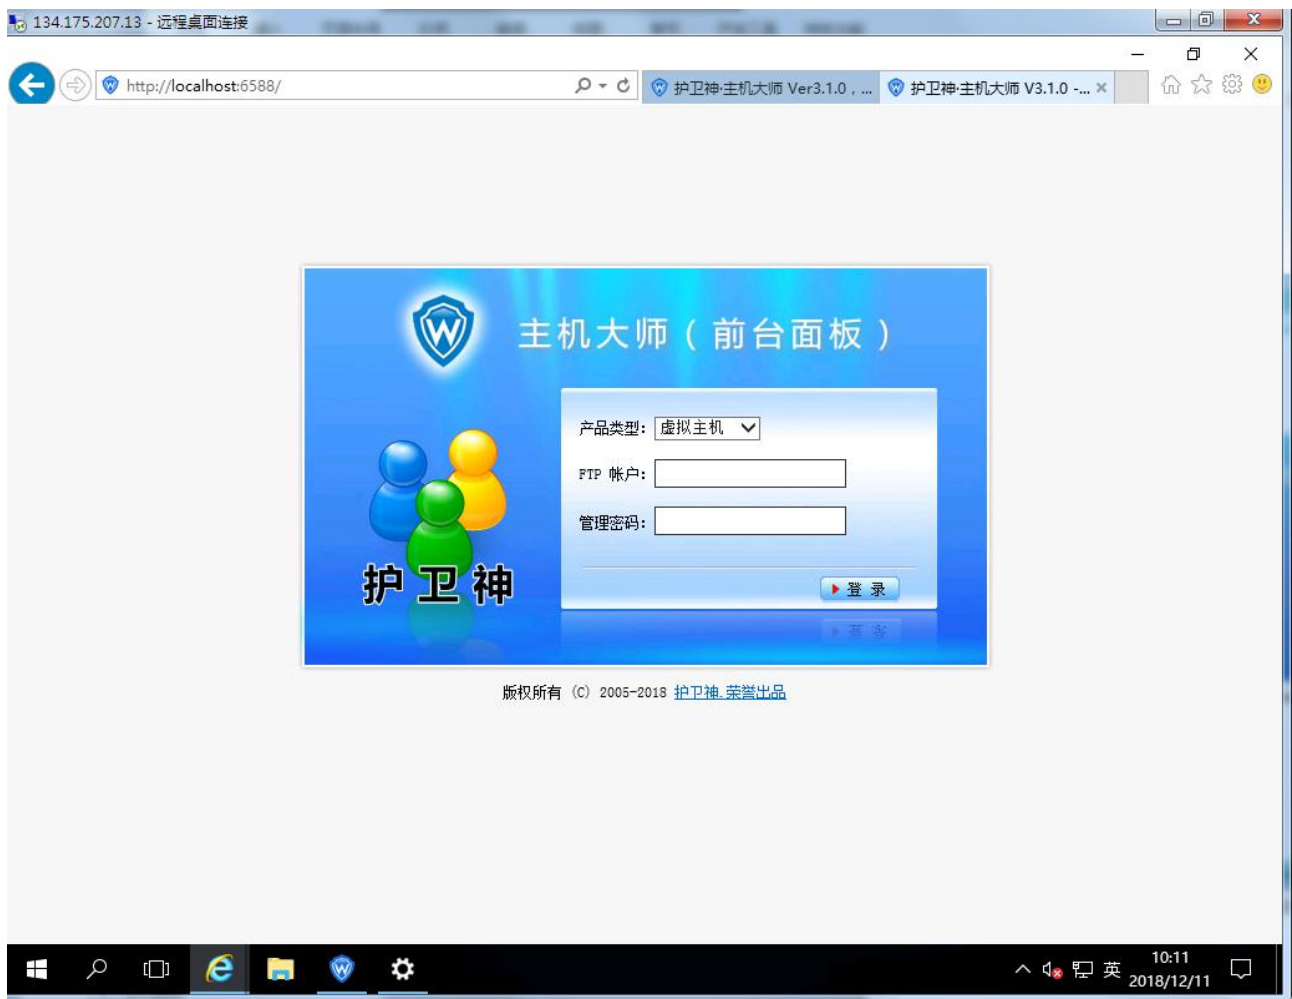 134.175.207.13 - 远程桌面连接
http://localhost:6588/
护卫神·主机大师 Ver3.1.0 , ...
护卫神·主机大师 V3.1.0 -...
主机大师（前台面板）
产品类型: 虚拟主机
FTP 帐户:
管理密码:
登 录
护卫神
版权所有 (C) 2005-2018 护卫神.荣誉出品
英
10:11
2018/12/11